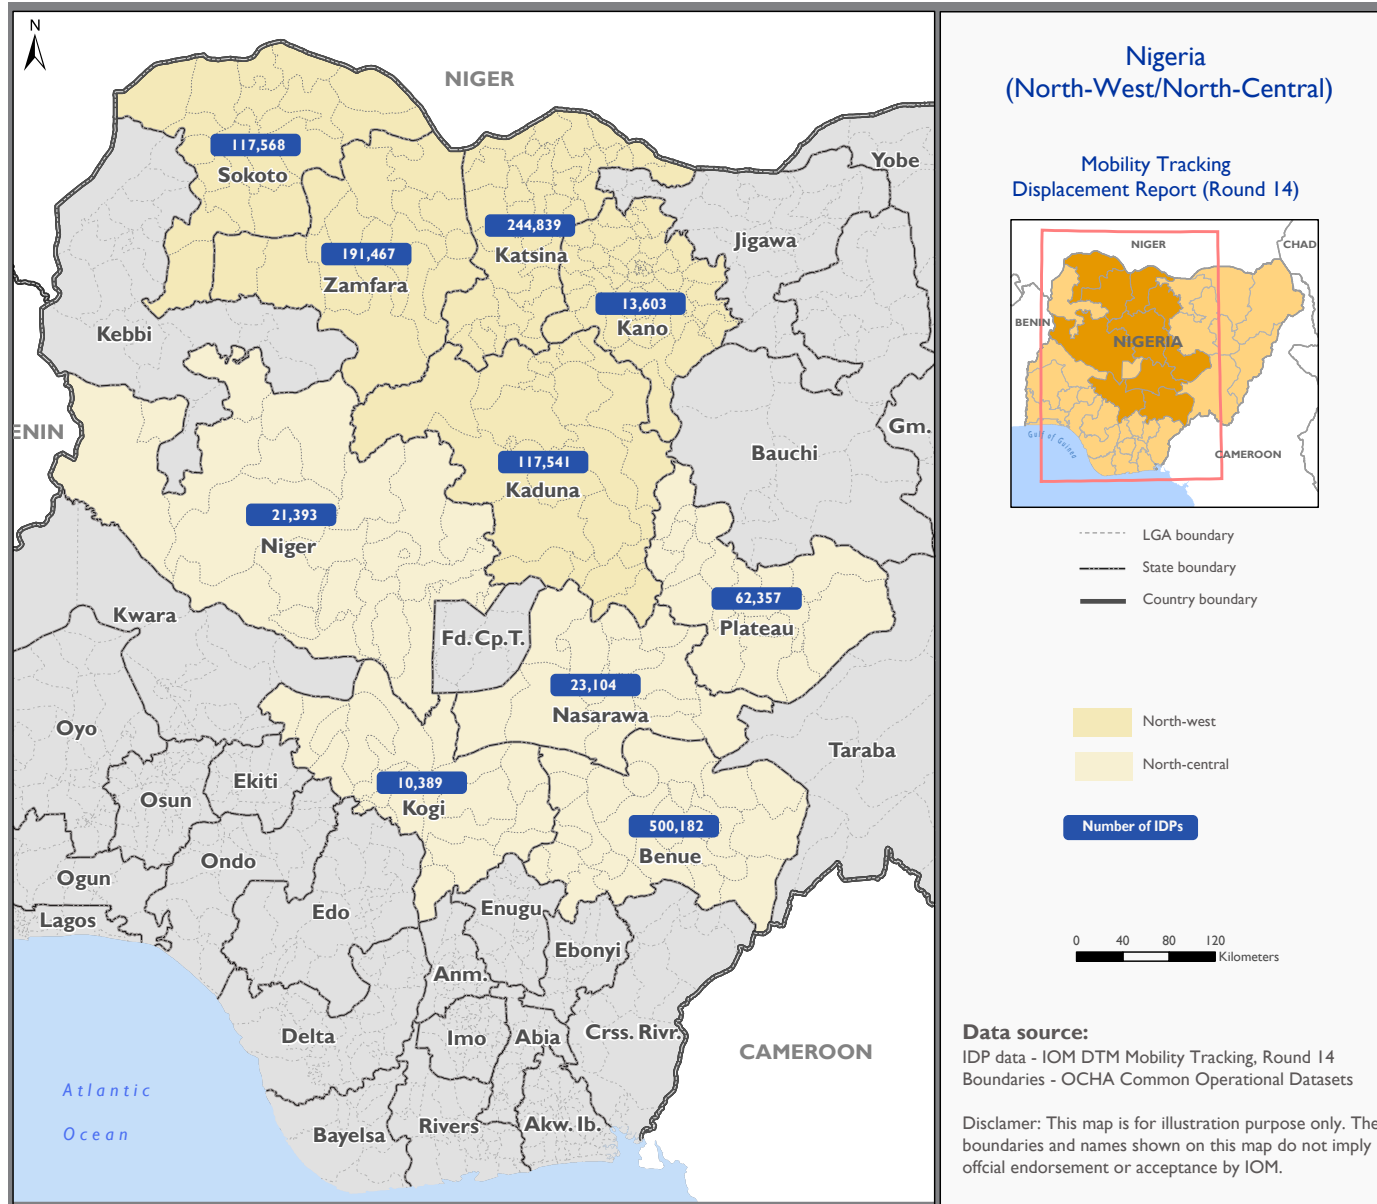 N
NIGER
117,568
Sokoto
Yobe
244,839
Katsina
Jigawa
191,467
Zamfara
13,603
Kano
Kebbi
ENIN
Gm.
Bauchi
117,541
Kaduna
21,393
Niger
62,357
Plateau
Kwara
Fd. Cp.T.
23,104
Nasarawa
Oyo
Taraba
Ekiti
Osun
10,389
Kogi
500,182
Benue
Ondo
Ogun
Edo
Enugu
Lagos
Ebonyi
Anm.
Delta
Imo
Abia
Crss. Rivr.
CAMEROON
Atlantic
Ocean
Bayelsa
Rivers
Akw. Ib.
Nigeria
(North-West/North-Central)
Mobility Tracking
Displacement Report (Round 14)
NIGER
CHAD
BENIN
NIGERIA
Gulf of Guinea
CAMEROON
LGA boundary
State boundary
Country boundary
North-west
North-central
Number of IDPs
0 40 80 120
Kilometers
Data source:
IDP data - IOM DTM Mobility Tracking, Round 14
Boundaries - OCHA Common Operational Datasets
Disclamer: This map is for illustration purpose only. The
boundaries and names shown on this map do not imply
offcial endorsement or acceptance by IOM.